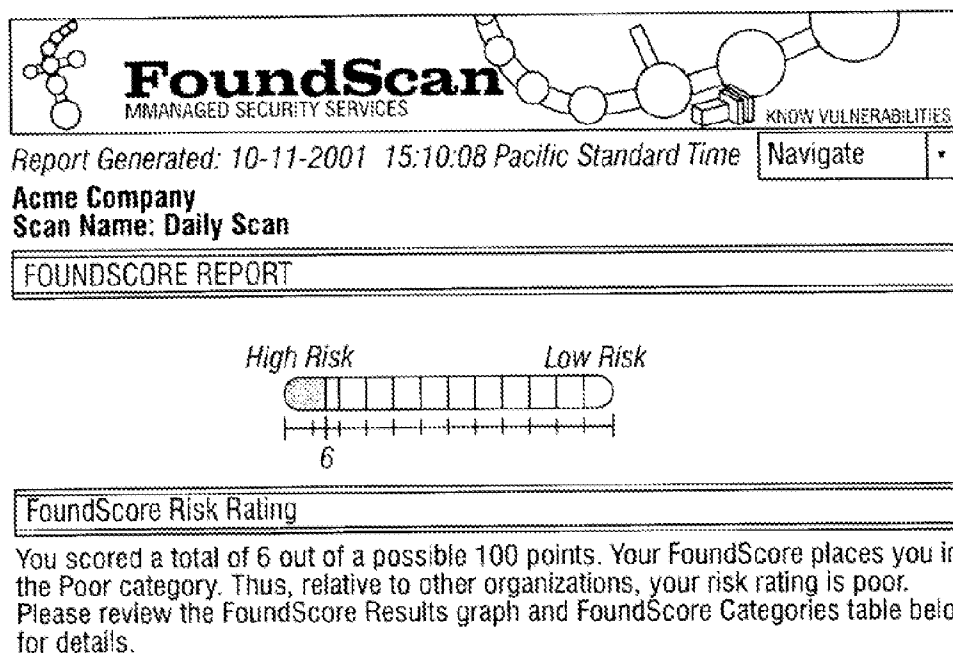 FoundScan
MMANAGED SECURITY SERVICES
KNOW VULNERABILITIES
Report Generated: 10-11-2001 15:10:08 Pacific Standard Time
Navigate
Acme Company
Scan Name: Daily Scan
FOUNDSCORE REPORT
High Risk Low Risk
6
FoundScore Risk Rating
You scored a total of 6 out of a possible 100 points. Your FoundScore places you in
the Poor category. Thus, relative to other organizations, your risk rating is poor.
Please review the FoundScore Results graph and FoundScore Categories table belo
for details.